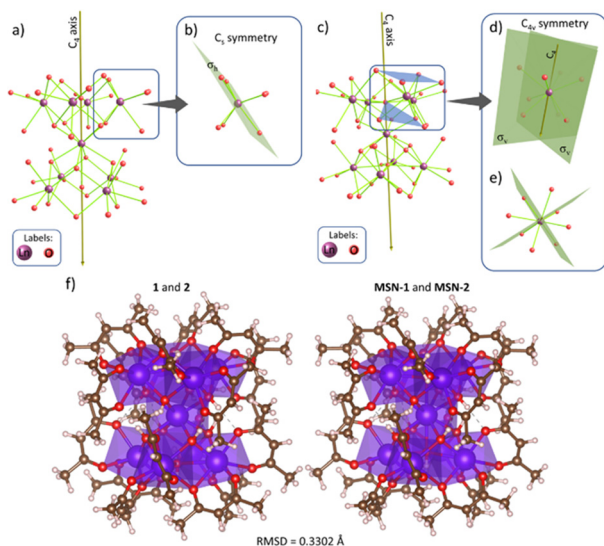 a)
C₄ axis
b)
Cₛ symmetry
σₕ
Labels:
Ln O
c)
C₄ axis
Labels:
Ln O
d)
C₄ᵥ symmetry
C₄
σᵥ
σᵥ
e)
f)
1 and 2
MSN-1 and MSN-2
RMSD = 0.3302 Å